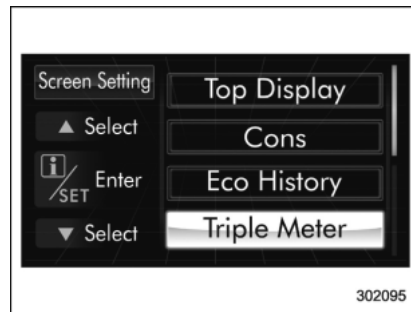 Screen Setting
▲ Select
i/SET Enter
▼ Select
Top Display
Cons
Eco History
Triple Meter
302095